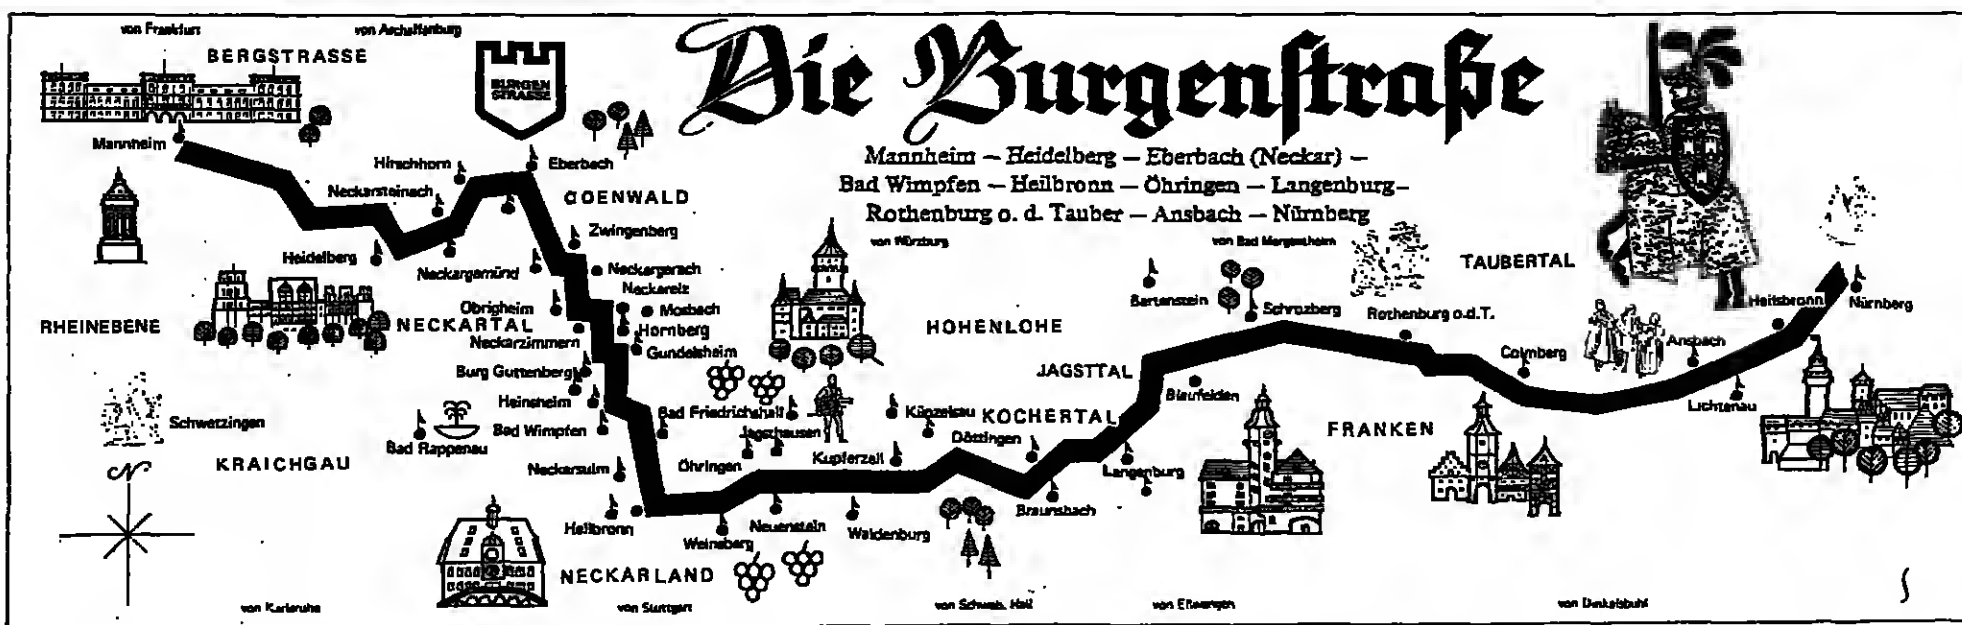 von Frankfurt
von Aschaffenburg
BERGSTRASSE
BURGEN
STRASSE
Die Burgenſtraße
Mannheim – Heidelberg – Eberbach (Neckar) –
Bad Wimpfen – Heilbronn – Öhringen – Langenburg–
Rothenburg o. d. Tauber – Ansbach – Nürnberg
von Würzburg
von Bad Mergentheim
Mannheim
Hirschhorn
Eberbach
Neckarsteinach
ODENWALD
Zwingenberg
Heidelberg
Neckargemünd
Neckargerach
Neckarelz
Obrigheim
Mosbach
RHEINEBENE
NECKARTAL
Hornberg
Neckarzimmern
Gundelsheim
Burg Guttenberg
Heinsheim
Bad Friedrichshall
Schwetzingen
Bad Rappenau
Bad Wimpfen
Jagsthausen
KRAICHGAU
Neckarsulm
Öhringen
Kupferzell
Künzelsau
KOCHERTAL
Döttingen
HOHENLOHE
JAGSTTAL
Bartenstein
Schrozberg
Rothenburg o.d.T.
TAUBERTAL
Heilsbronn
Nürnberg
Ansbach
Colmberg
Blaufelden
Lichtenau
FRANKEN
Langenburg
Braunsbach
Heilbronn
Weinsberg
Neuenstein
Waldenburg
NECKARLAND
N
S
von Karlsruhe
von Stuttgart
von Schwäb. Hall
von Ellwangen
von Dinkelsbühl